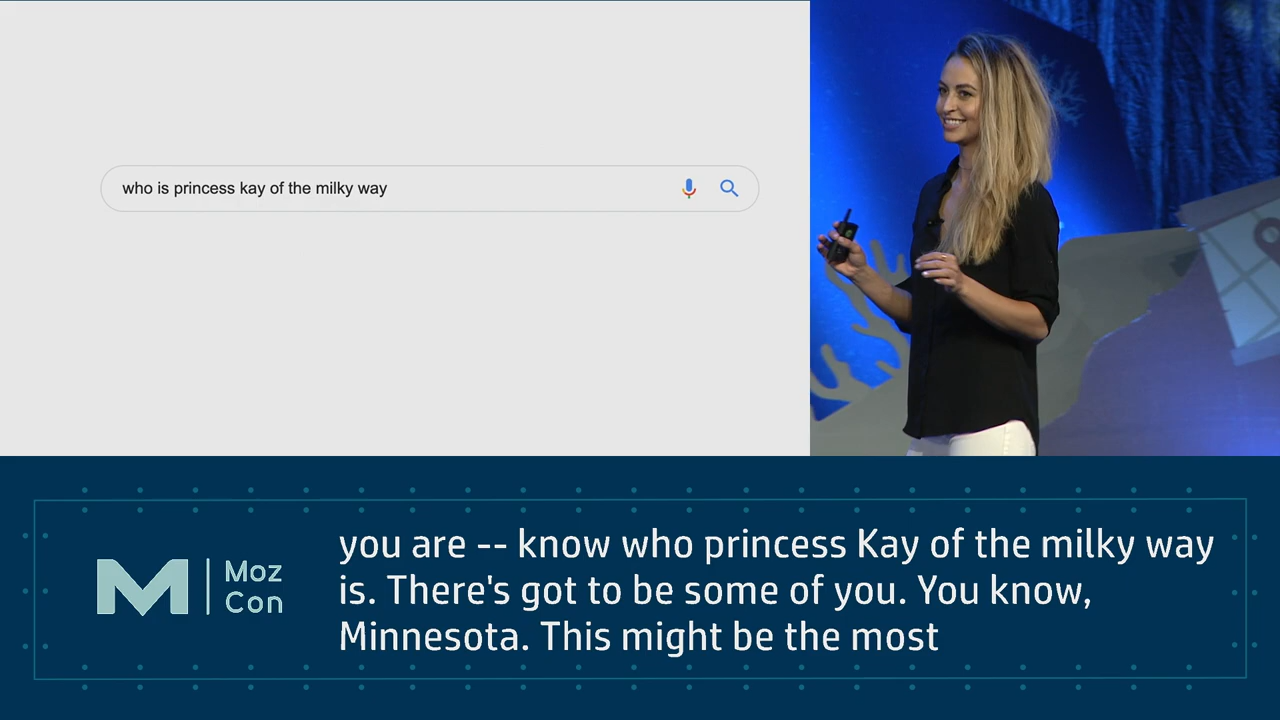 who is princess kay of the milky way
you are -- know who princess Kay of the milky way
is. There's got to be some of you. You know,
Minnesota. This might be the most
Moz
Con